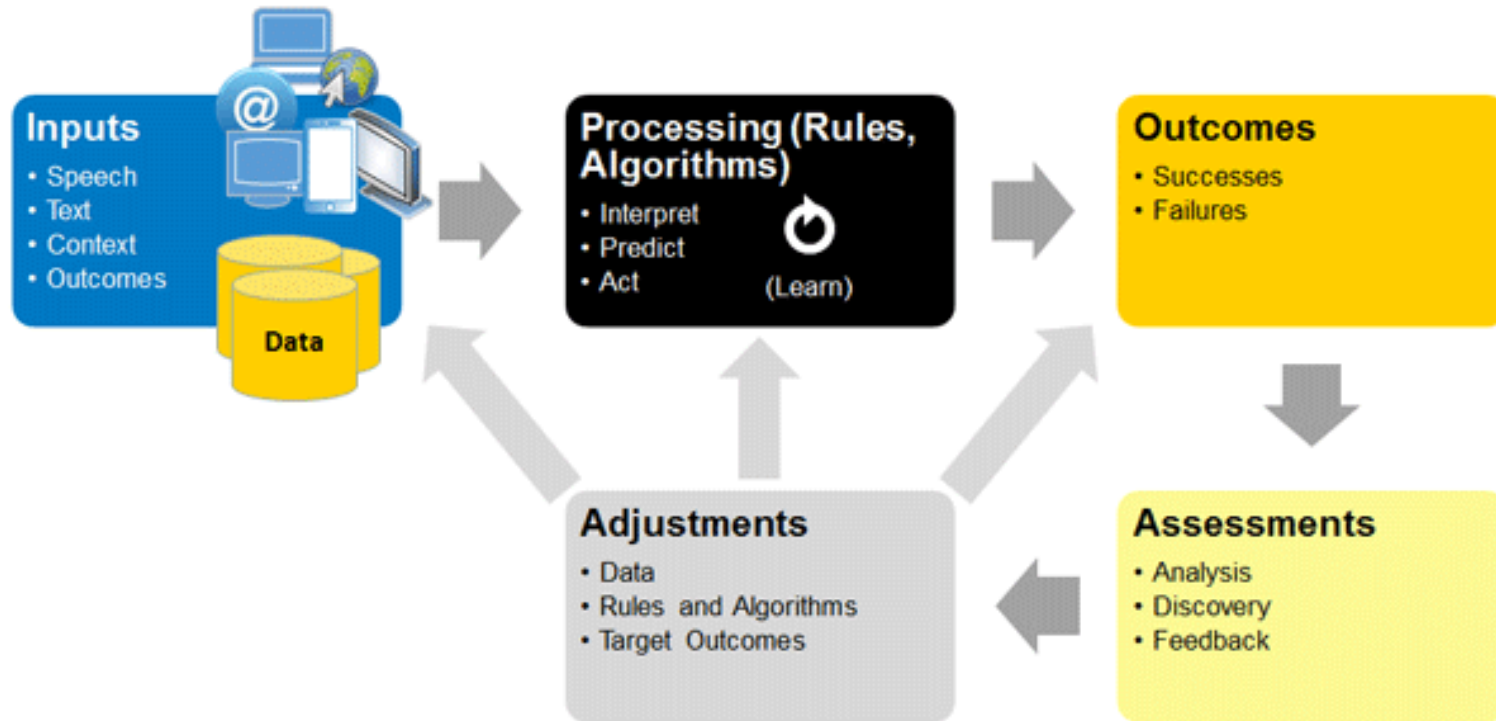 Inputs
• Speech
• Text
• Context
• Outcomes
@
Data
Processing (Rules,
Algorithms)
• Interpret
• Predict
• Act
(Learn)
Outcomes
• Successes
• Failures
Adjustments
• Data
• Rules and Algorithms
• Target Outcomes
Assessments
• Analysis
• Discovery
• Feedback